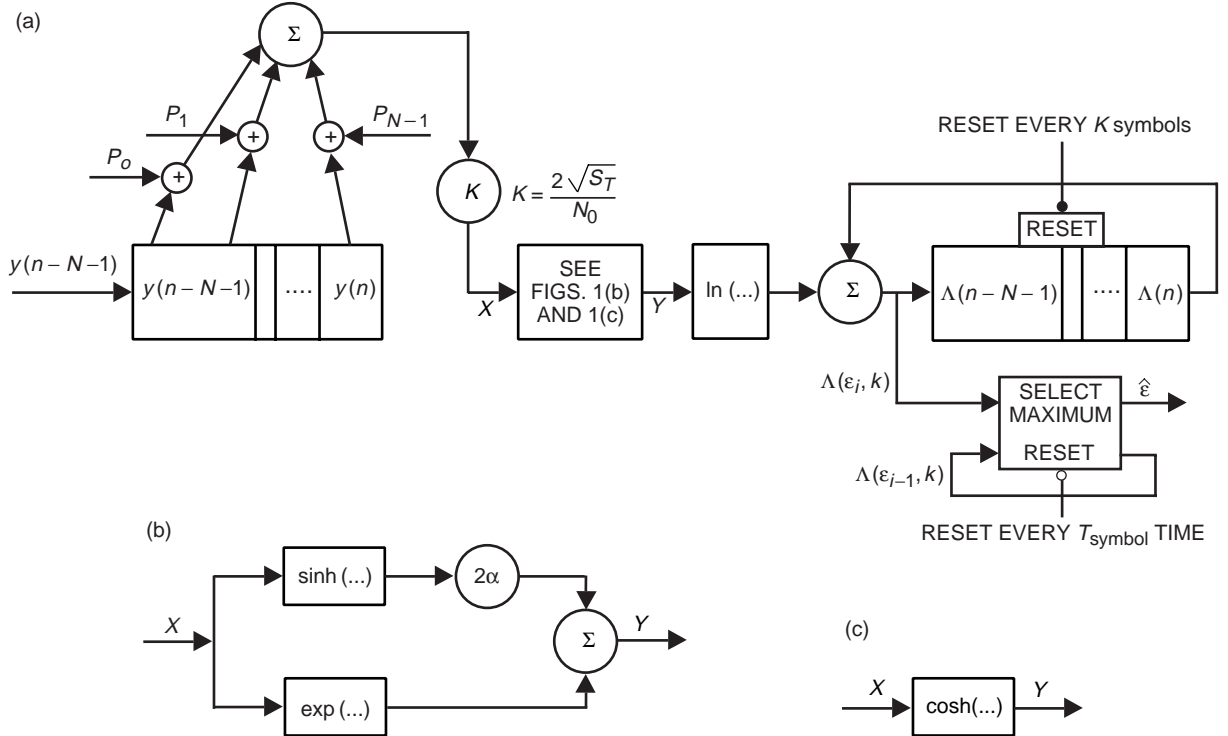 (a)
Σ
P1
PN−1
Po
+
+
+
K
K = 2√ST / N0
RESET EVERY K symbols
RESET
y(n − N−1)
y(n − N−1)
....
y(n)
X
SEE
FIGS. 1(b)
AND 1(c)
Y
ln (...)
Σ
Λ(n − N − 1)
....
Λ(n)
Λ(εi, k)
SELECT
MAXIMUM
RESET
ε̂
Λ(εi−1, k)
RESET EVERY Tsymbol TIME
(b)
X
sinh (...)
2α
Σ
Y
exp (...)
(c)
X
cosh(...)
Y